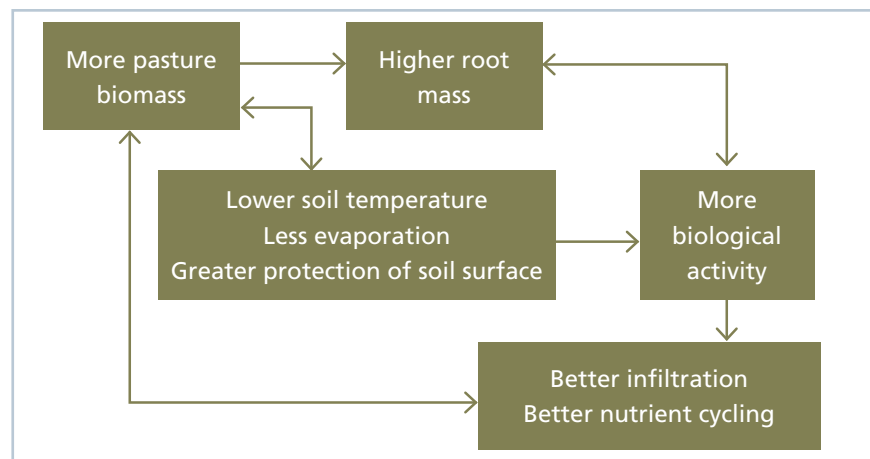 More pasture
biomass
Higher root
mass
Lower soil temperature
Less evaporation
Greater protection of soil surface
More
biological
activity
Better infiltration
Better nutrient cycling